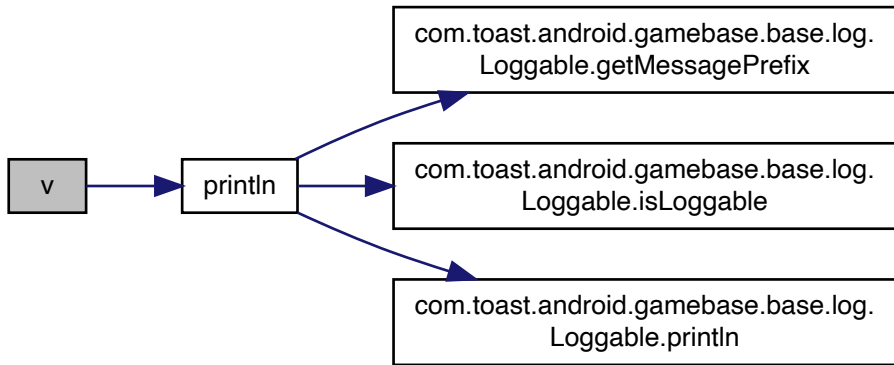 com.toast.android.gamebase.base.log.
Loggable.getMessagePrefix
v
println
com.toast.android.gamebase.base.log.
Loggable.isLoggable
com.toast.android.gamebase.base.log.
Loggable.println